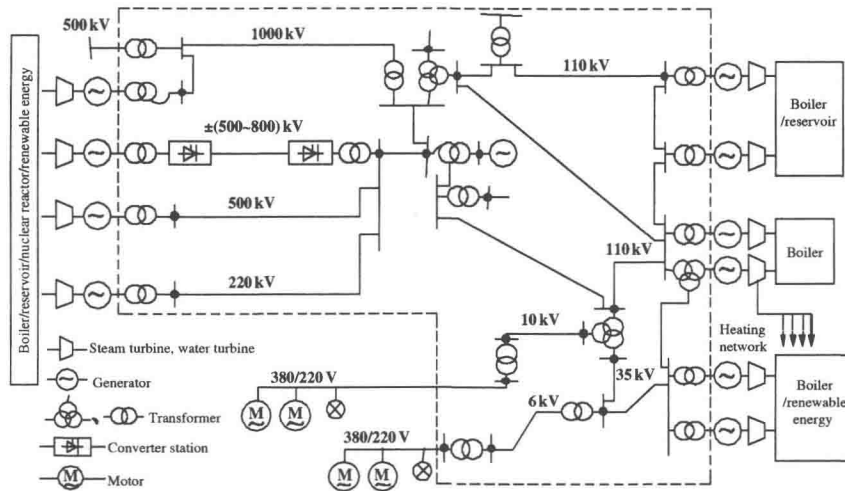 500 kV
1000 kV
110 kV
Boiler
/reservoir
±(500~800) kV
Boiler/reservoir/nuclear reactor/renewable energy
500 kV
110 kV
Boiler
220 kV
10 kV
Heating
network
Steam turbine, water turbine
Generator
380/220 V
35 kV
Boiler
/renewable
energy
M M
6 kV
Transformer
380/220 V
Converter station
M Motor
M M